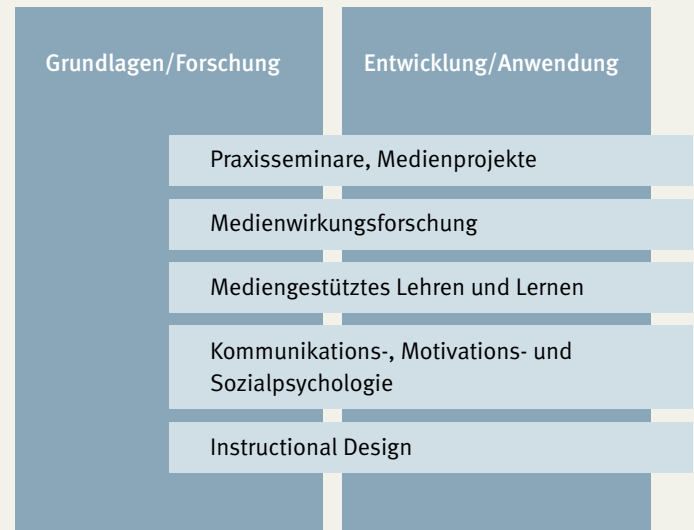 Grundlagen/Forschung
Entwicklung/Anwendung
Praxisseminare, Medienprojekte
Medienwirkungsforschung
Mediengestütztes Lehren und Lernen
Kommunikations-, Motivations- und
Sozialpsychologie
Instructional Design